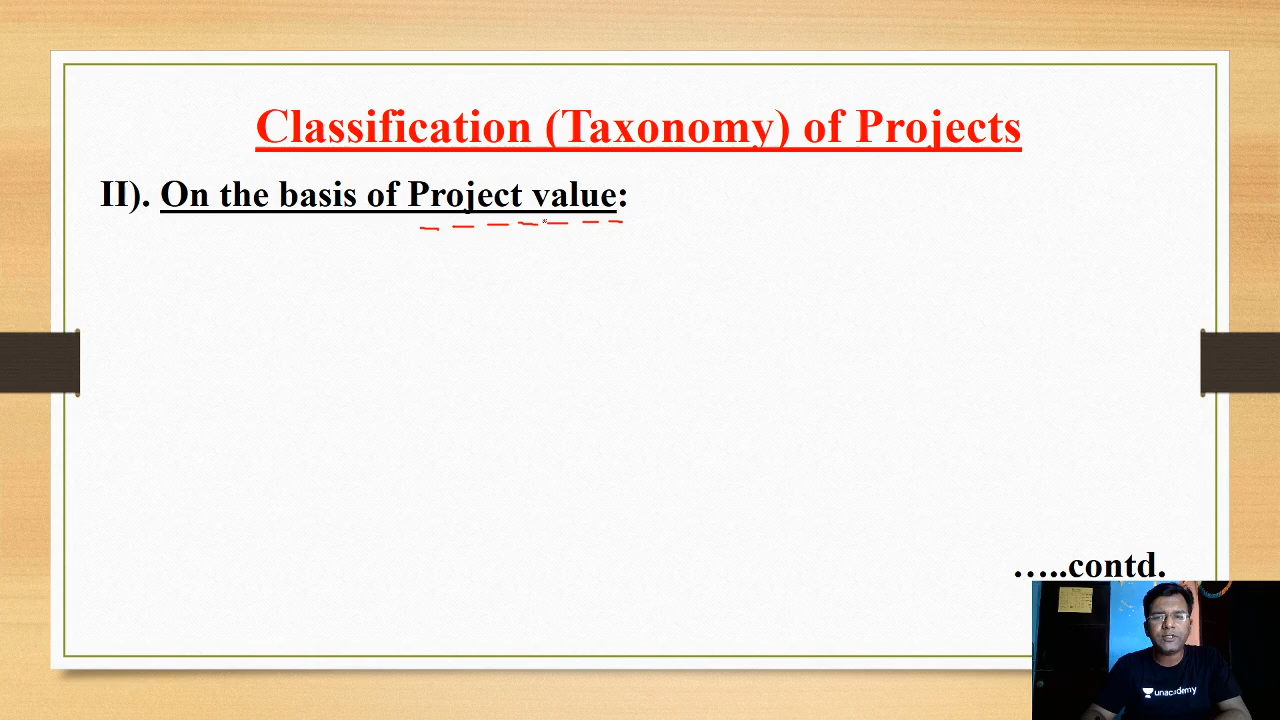 Classification (Taxonomy) of Projects
II). On the basis of Project value:
…..contd.
unacademy